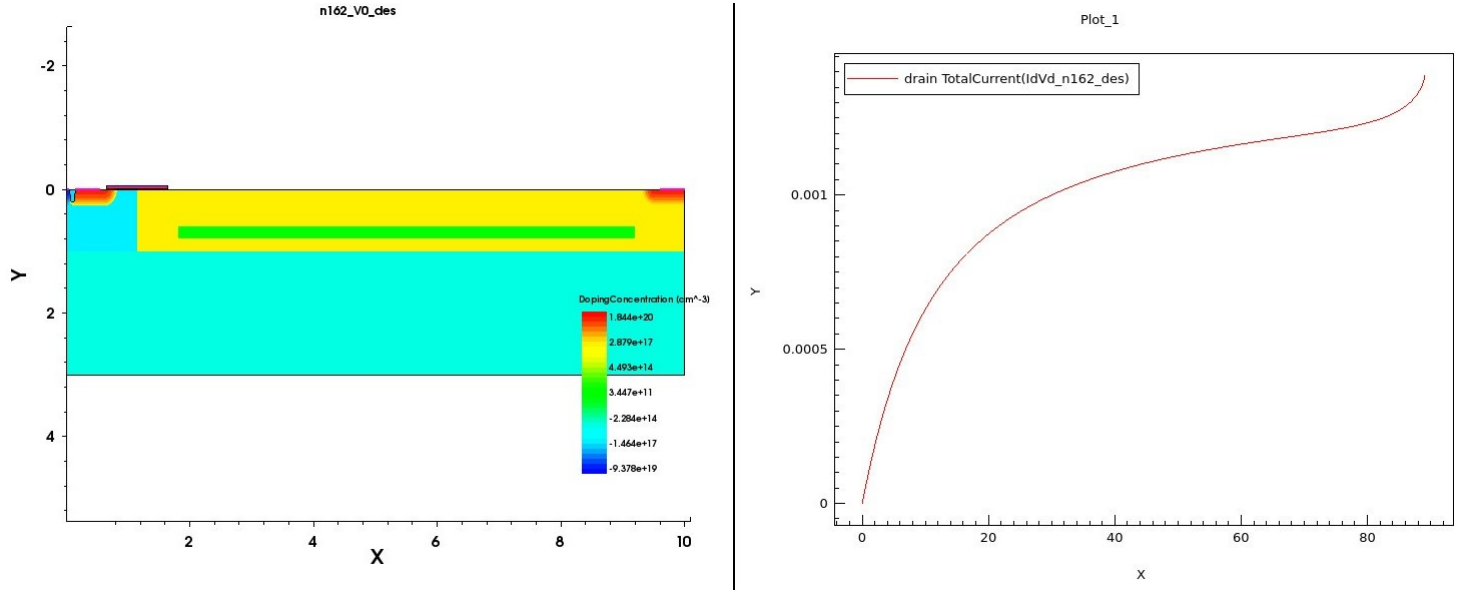 n162_V0_des
-2
0
2
4
Y
DopingConcentration (cm^-3)
1.844e+20
2.879e+17
4.493e+14
3.447e+11
-2.284e+14
-1.464e+17
-9.378e+19
2 4 6 8 10
X
Plot_1
drain TotalCurrent(IdVd_n162_des)
0.001
Y
0.0005
0
0 20 40 60 80
X